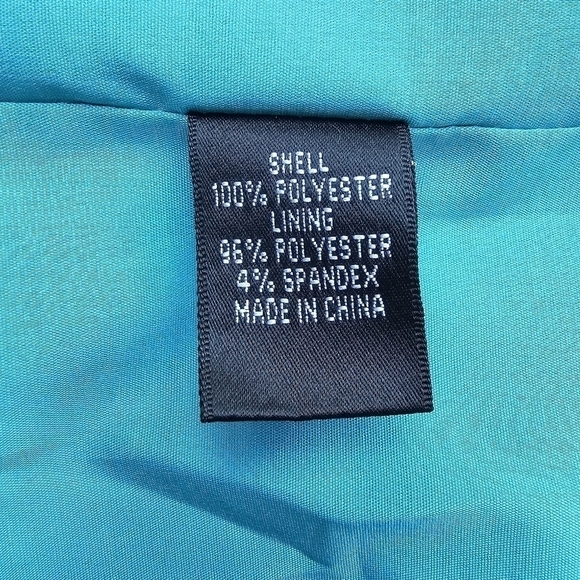 SHELL
100% POLYESTER
LINING
96% POLYESTER
4% SPANDEX
MADE IN CHINA